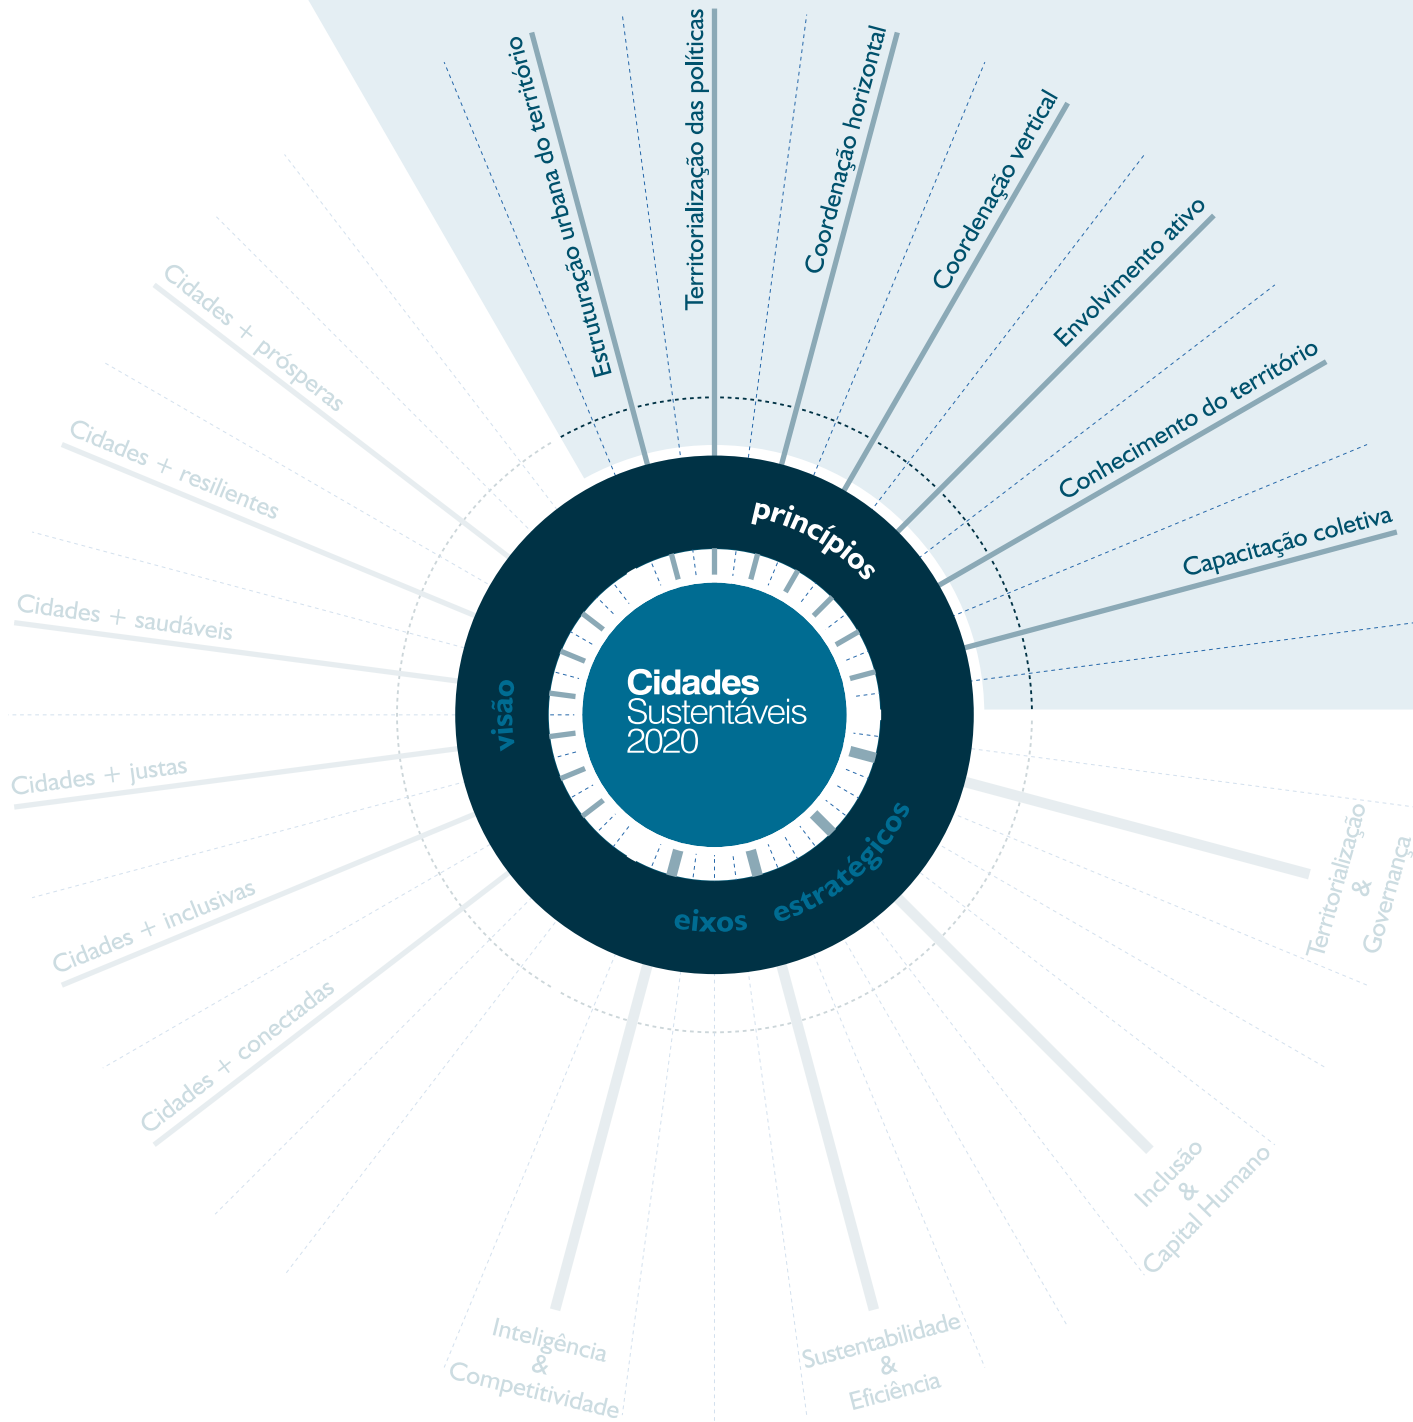 Estruturação urbana do território
Territorialização das políticas
Coordenação horizontal
Coordenação vertical
Envolvimento ativo
Conhecimento do território
Capacitação coletiva
princípios
Cidades
Sustentáveis
2020
visão
eixos estratégicos
Cidades + prósperas
Cidades + resilientes
Cidades + saudáveis
Cidades + justas
Cidades + inclusivas
Cidades + conectadas
Inteligência
&
Competitividade
Sustentabilidade
&
Eficiência
Inclusão
&
Capital Humano
Territorialização
&
Governança